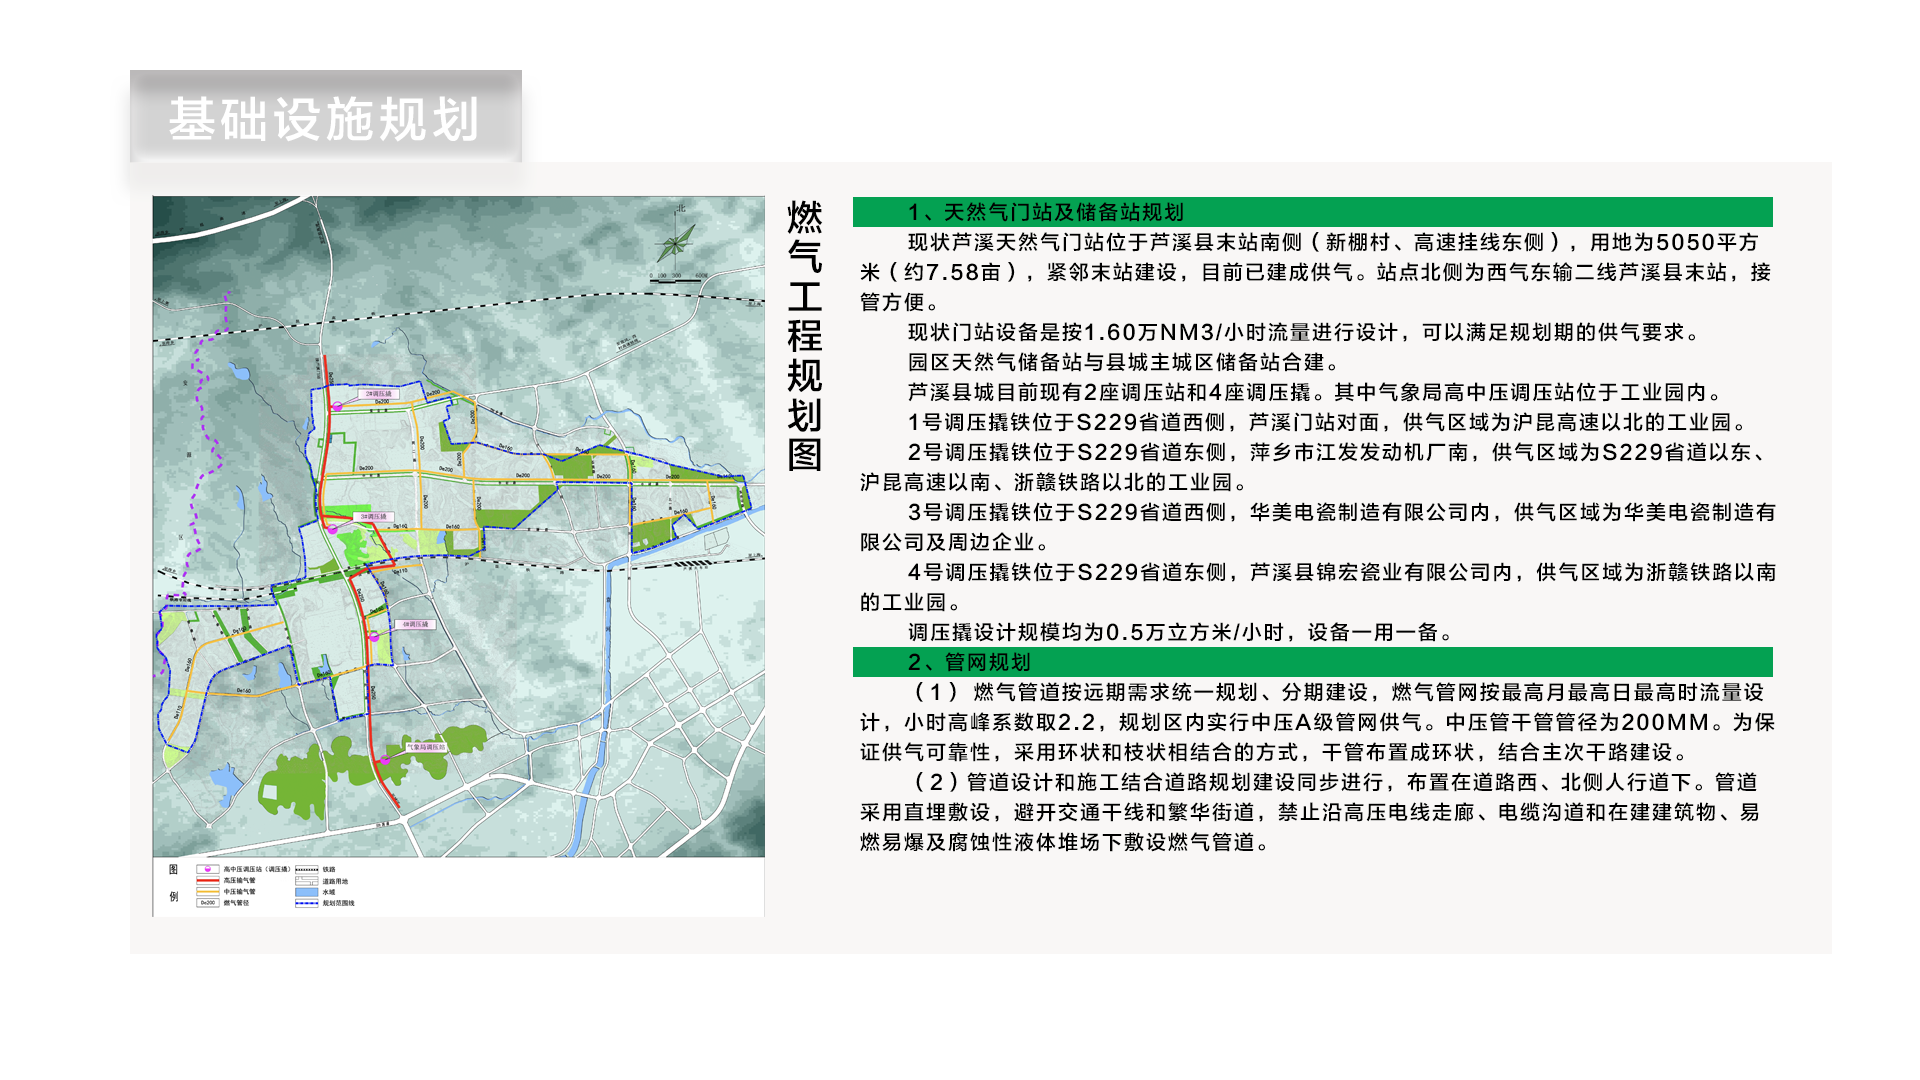 基础设施规划
燃气工程规划图
1、天然气门站及储备站规划
现状芦溪天然气门站位于芦溪县末站南侧（新棚村、高速挂线东侧），用地为5050平方
米（约7.58亩），紧邻末站建设，目前已建成供气。站点北侧为西气东输二线芦溪县末站，接
管方便。
现状门站设备是按1.60万NM3/小时流量进行设计，可以满足规划期的供气要求。
园区天然气储备站与县城主城区储备站合建。
芦溪县城目前现有2座调压站和4座调压撬。其中气象局高中压调压站位于工业园内。
1号调压撬铁位于S229省道西侧，芦溪门站对面，供气区域为沪昆高速以北的工业园。
2号调压撬铁位于S229省道东侧，萍乡市江发发动机厂南，供气区域为S229省道以东、
沪昆高速以南、浙赣铁路以北的工业园。
3号调压撬铁位于S229省道西侧，华美电瓷制造有限公司内，供气区域为华美电瓷制造有
限公司及周边企业。
4号调压撬铁位于S229省道东侧，芦溪县锦宏瓷业有限公司内，供气区域为浙赣铁路以南
的工业园。
调压撬设计规模均为0.5万立方米/小时，设备一用一备。
2、管网规划
（1） 燃气管道按远期需求统一规划、分期建设，燃气管网按最高月最高日最高时流量设
计，小时高峰系数取2.2，规划区内实行中压A级管网供气。中压管干管管径为200MM。为保
证供气可靠性，采用环状和枝状相结合的方式，干管布置成环状，结合主次干路建设。
（2）管道设计和施工结合道路规划建设同步进行，布置在道路西、北侧人行道下。管道
采用直埋敷设，避开交通干线和繁华街道，禁止沿高压电线走廊、电缆沟道和在建建筑物、易
燃易爆及腐蚀性液体堆场下敷设燃气管道。
北
2#调压撬
De200
De200
De160
De200
De200
De200
De200
3#调压撬
De160
De160
De160
De110
4#调压撬
De160
De160
De160
De110
气象局调压站
图例
高中压调压站（调压撬）
高压输气管
中压输气管
De200
燃气管径
铁路
道路用地
水域
规划范围线